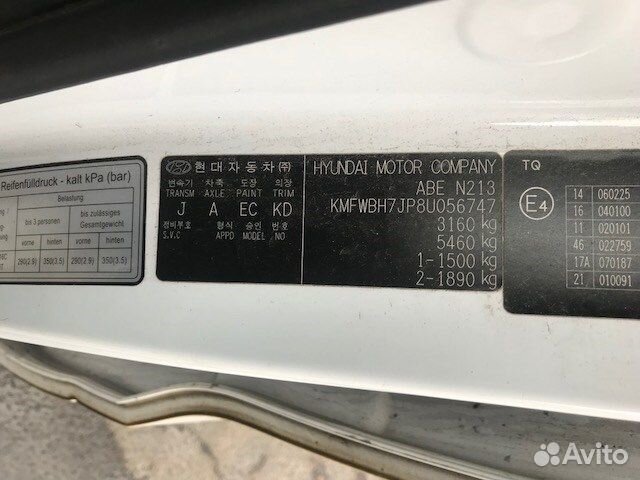 Reifenfülldruck - kalt kPa (bar)
Belastung
bis 3 personen bis zulässiges Gesamtgewicht
vorne hinten vorne hinten
290(2.9) 350(3.5) 290(2.9) 350(3.5)
현대자동차㈜
변속기 차축 도장 의장
TRANSM AXLE PAINT TRIM
J A EC KD
정비부호 형식 승인 번호
S.V.C APPD MODEL NO
HYUNDAI MOTOR COMPANY
ABE N213
KMFWBH7JP8U056747
3160 kg
5460 kg
1-1500 kg
2-1890 kg
TQ
E4
14 060225
16 040100
11 020101
46 022759
17A 070187
21 010091
Avito